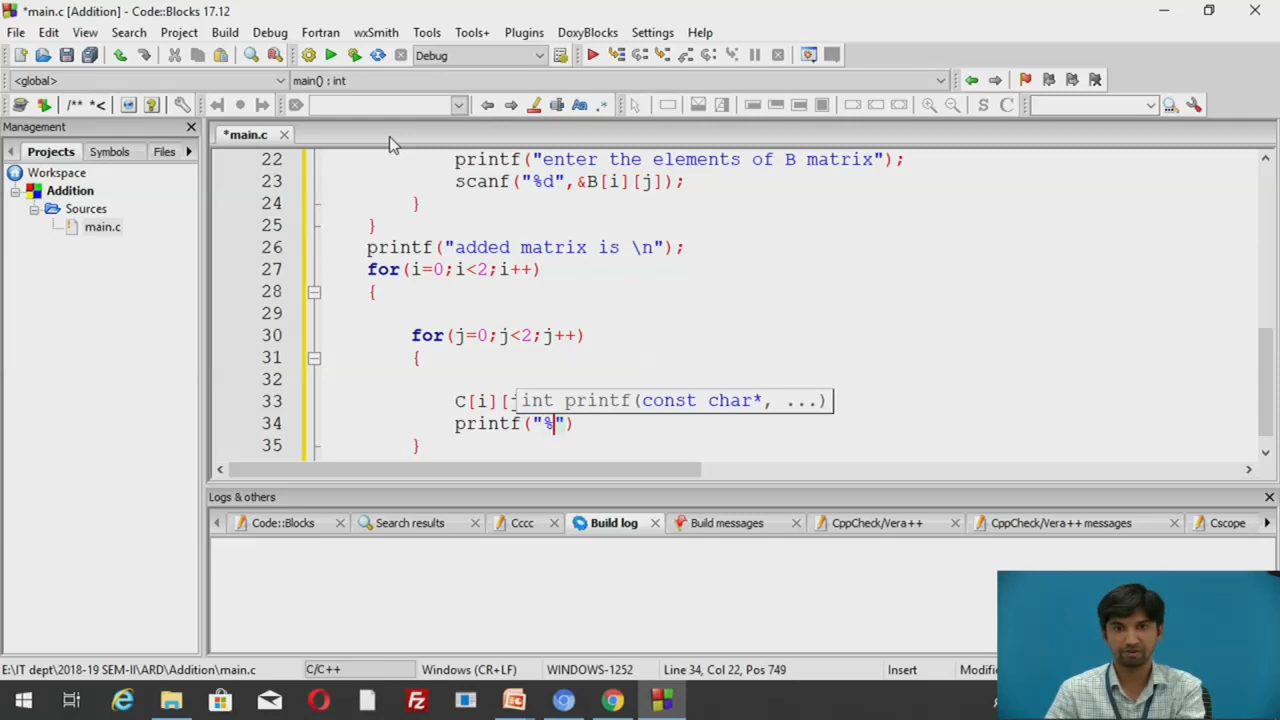 *main.c [Addition] - Code::Blocks 17.12
File Edit View Search Project Build Debug Fortran wxSmith Tools Tools+ Plugins DoxyBlocks Settings Help
Debug
<global> main() : int
/** *< S C
Management
*main.c
Projects Symbols Files
Workspace
Addition
Sources
main.c
22 printf("enter the elements of B matrix");
23 scanf("%d",&B[i][j]);
24 }
25 }
26 printf("added matrix is \n");
27 for(i=0;i<2;i++)
28 {
29
30 for(j=0;j<2;j++)
31 {
32
33 C[i][j int printf(const char*, ...)
34 printf("%")
35 }
Logs & others
Code::Blocks Search results Cccc Build log Build messages CppCheck/Vera++ CppCheck/Vera++ messages Cscope
E:\IT dept\2018-19 SEM-II\ARD\Addition\main.c C/C++ Windows (CR+LF) WINDOWS-1252 Line 34, Col 22, Pos 749 Insert Modi